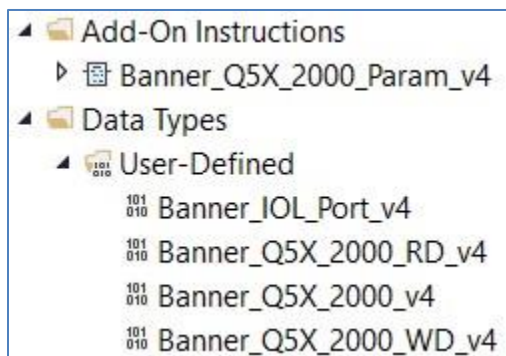 Add-On Instructions
Banner_Q5X_2000_Param_v4
Data Types
User-Defined
Banner_IOL_Port_v4
Banner_Q5X_2000_RD_v4
Banner_Q5X_2000_v4
Banner_Q5X_2000_WD_v4